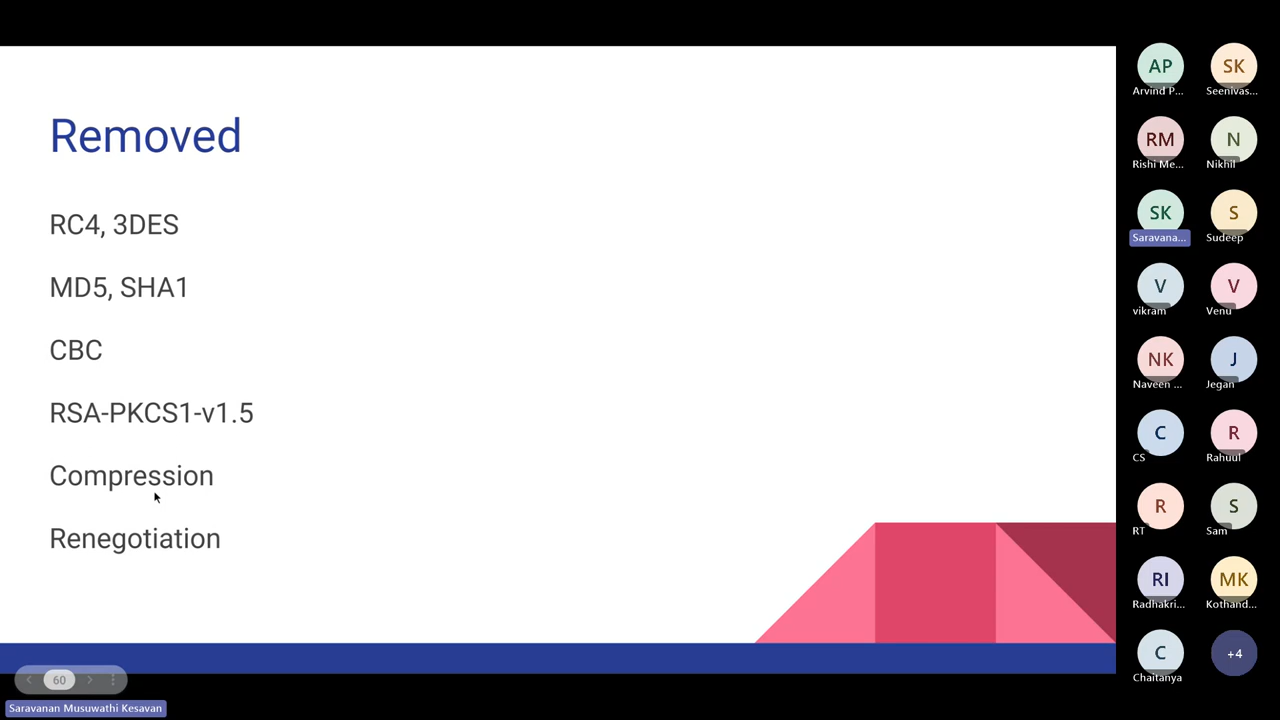 Removed
RC4, 3DES
MD5, SHA1
CBC
RSA-PKCS1-v1.5
Compression
Renegotiation
60
Saravanan Musuwathi Kesavan
AP
SK
Arvind P...
Seenivas...
RM
N
Rishi Me...
Nikhil
SK
S
Saravana...
Sudeep
V
V
vikram
Venu
NK
J
Naveen ...
Jegan
C
R
CS
Rahuul
R
S
RT
Sam
RI
MK
Radhakri...
Kothand...
C
+4
Chaitanya